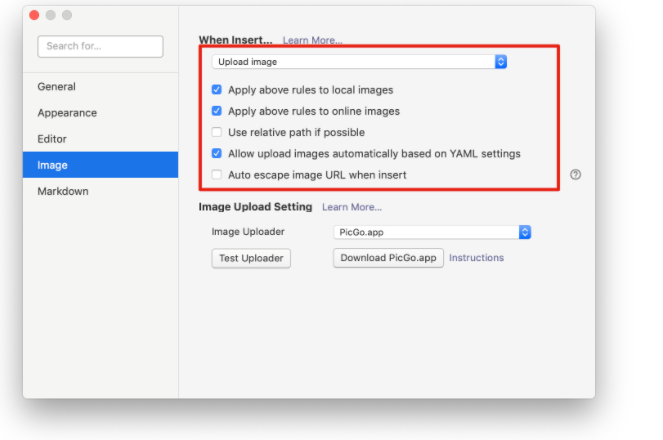 Search for...
General
Appearance
Editor
Image
Markdown
When Insert... Learn More...
Upload image
Apply above rules to local images
Apply above rules to online images
Use relative path if possible
Allow upload images automatically based on YAML settings
Auto escape image URL when insert
?
Image Upload Setting Learn More...
Image Uploader PicGo.app
Test Uploader Download PicGo.app Instructions